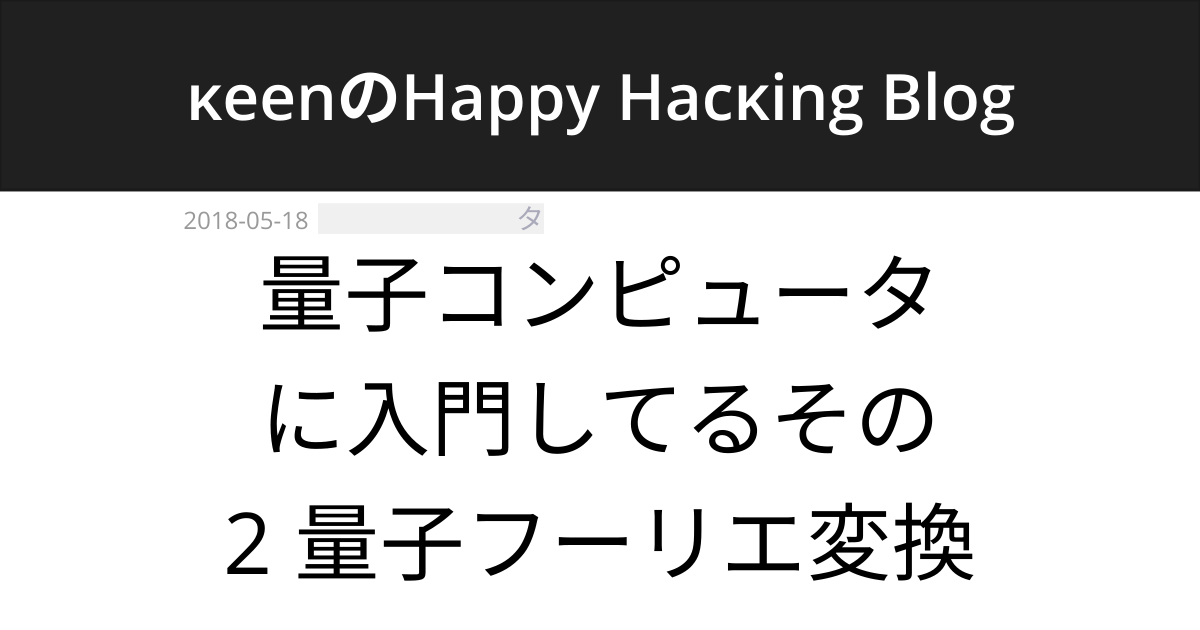 κeenのHappy Hacκing Blog
2018-05-18 タ
量子コンピュータ
に入門してるその
2 量子フーリエ変換